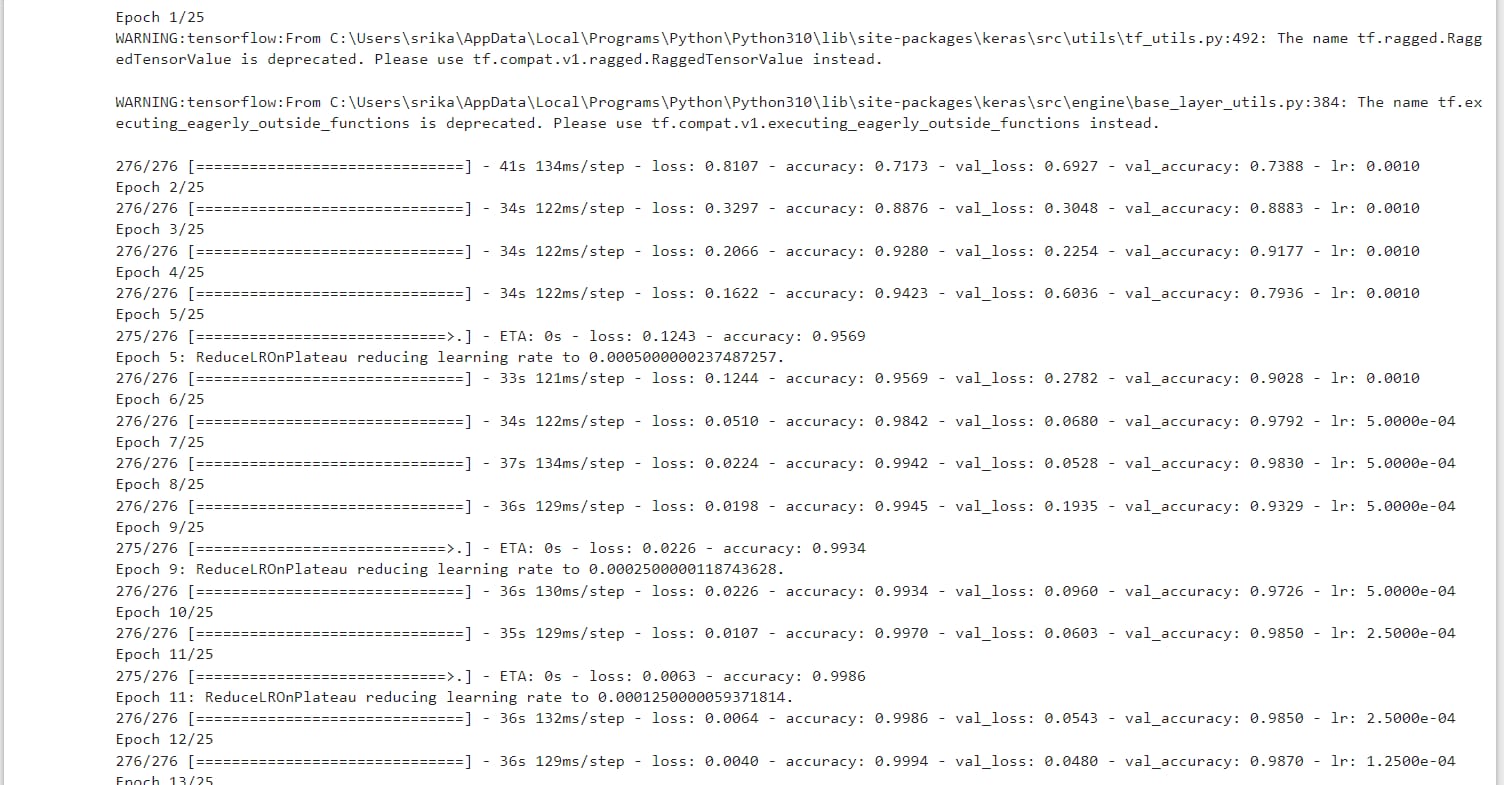 Epoch 1/25
WARNING:tensorflow:From C:\Users\srika\AppData\Local\Programs\Python\Python310\lib\site-packages\keras\src\utils\tf_utils.py:492: The name tf.ragged.Ragg
edTensorValue is deprecated. Please use tf.compat.v1.ragged.RaggedTensorValue instead.
WARNING:tensorflow:From C:\Users\srika\AppData\Local\Programs\Python\Python310\lib\site-packages\keras\src\engine\base_layer_utils.py:384: The name tf.ex
ecuting_eagerly_outside_functions is deprecated. Please use tf.compat.v1.executing_eagerly_outside_functions instead.
276/276 [==============================] - 41s 134ms/step - loss: 0.8107 - accuracy: 0.7173 - val_loss: 0.6927 - val_accuracy: 0.7388 - lr: 0.0010
Epoch 2/25
276/276 [==============================] - 34s 122ms/step - loss: 0.3297 - accuracy: 0.8876 - val_loss: 0.3048 - val_accuracy: 0.8883 - lr: 0.0010
Epoch 3/25
276/276 [==============================] - 34s 122ms/step - loss: 0.2066 - accuracy: 0.9280 - val_loss: 0.2254 - val_accuracy: 0.9177 - lr: 0.0010
Epoch 4/25
276/276 [==============================] - 34s 122ms/step - loss: 0.1622 - accuracy: 0.9423 - val_loss: 0.6036 - val_accuracy: 0.7936 - lr: 0.0010
Epoch 5/25
275/276 [============================>.] - ETA: 0s - loss: 0.1243 - accuracy: 0.9569
Epoch 5: ReduceLROnPlateau reducing learning rate to 0.0005000000237487257.
276/276 [==============================] - 33s 121ms/step - loss: 0.1244 - accuracy: 0.9569 - val_loss: 0.2782 - val_accuracy: 0.9028 - lr: 0.0010
Epoch 6/25
276/276 [==============================] - 34s 122ms/step - loss: 0.0510 - accuracy: 0.9842 - val_loss: 0.0680 - val_accuracy: 0.9792 - lr: 5.0000e-04
Epoch 7/25
276/276 [==============================] - 37s 134ms/step - loss: 0.0224 - accuracy: 0.9942 - val_loss: 0.0528 - val_accuracy: 0.9830 - lr: 5.0000e-04
Epoch 8/25
276/276 [==============================] - 36s 129ms/step - loss: 0.0198 - accuracy: 0.9945 - val_loss: 0.1935 - val_accuracy: 0.9329 - lr: 5.0000e-04
Epoch 9/25
275/276 [============================>.] - ETA: 0s - loss: 0.0226 - accuracy: 0.9934
Epoch 9: ReduceLROnPlateau reducing learning rate to 0.0002500000118743628.
276/276 [==============================] - 36s 130ms/step - loss: 0.0226 - accuracy: 0.9934 - val_loss: 0.0960 - val_accuracy: 0.9726 - lr: 5.0000e-04
Epoch 10/25
276/276 [==============================] - 35s 129ms/step - loss: 0.0107 - accuracy: 0.9970 - val_loss: 0.0603 - val_accuracy: 0.9850 - lr: 2.5000e-04
Epoch 11/25
275/276 [============================>.] - ETA: 0s - loss: 0.0063 - accuracy: 0.9986
Epoch 11: ReduceLROnPlateau reducing learning rate to 0.0001250000059371814.
276/276 [==============================] - 36s 132ms/step - loss: 0.0064 - accuracy: 0.9986 - val_loss: 0.0543 - val_accuracy: 0.9850 - lr: 2.5000e-04
Epoch 12/25
276/276 [==============================] - 36s 129ms/step - loss: 0.0040 - accuracy: 0.9994 - val_loss: 0.0480 - val_accuracy: 0.9870 - lr: 1.2500e-04
Epoch 13/25